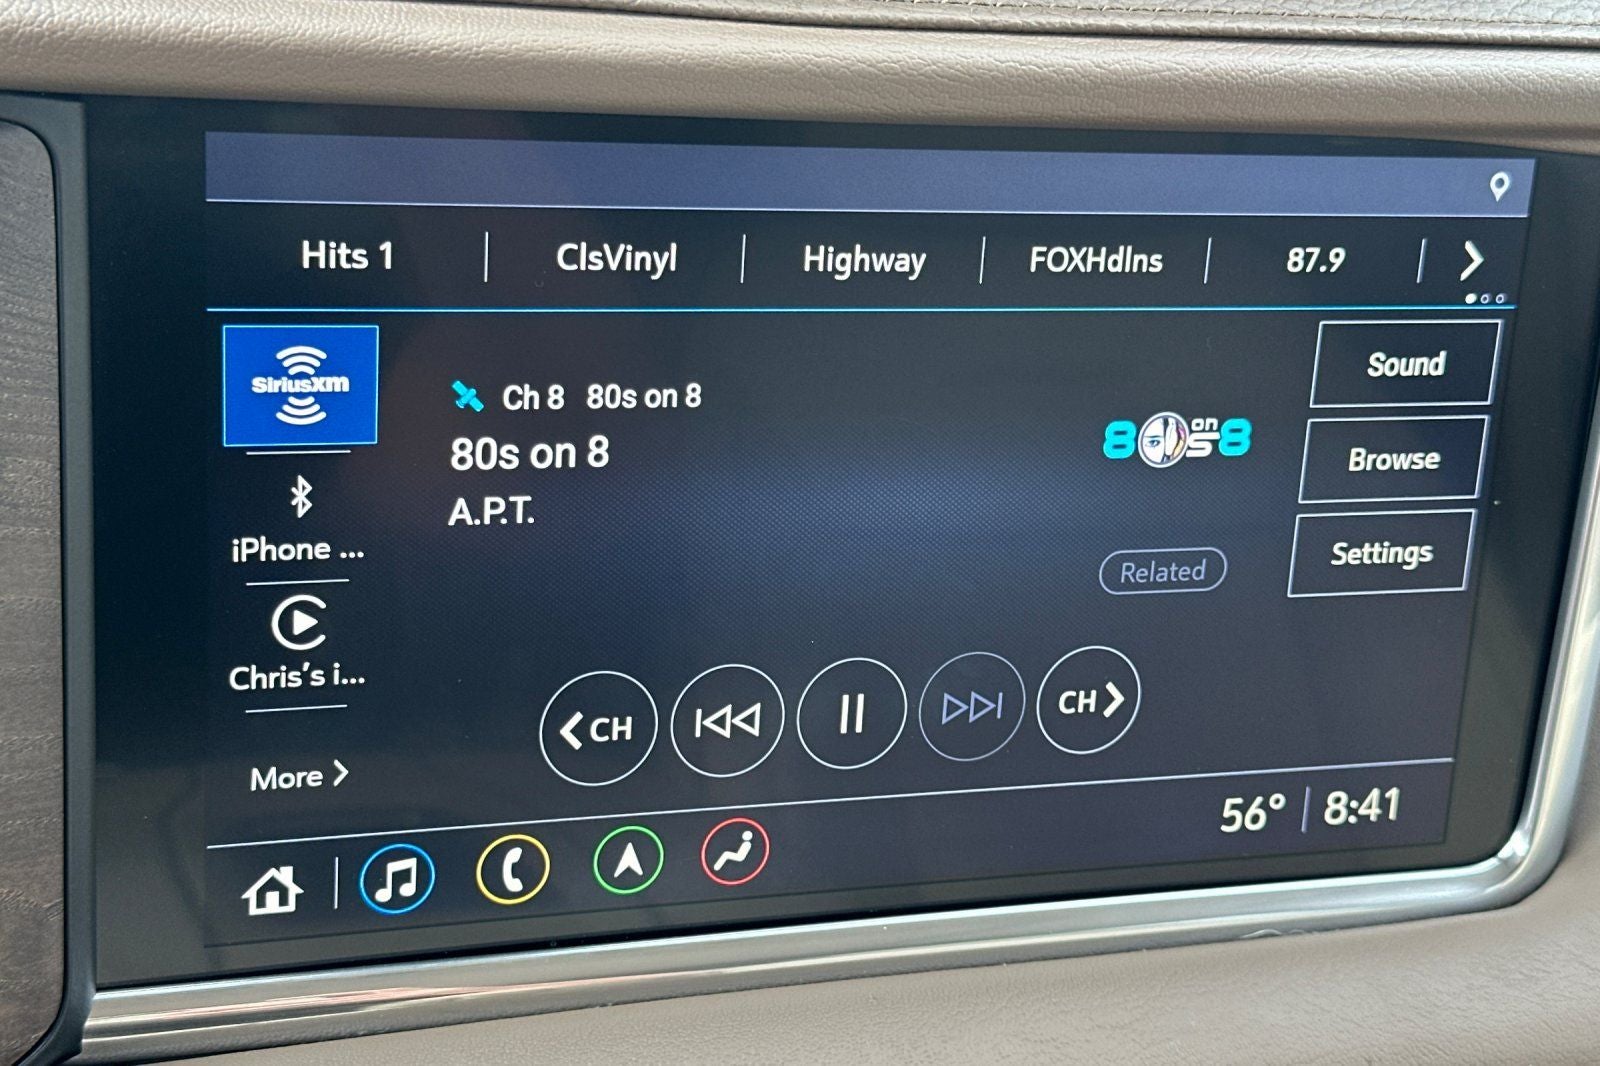 Hits 1 ClsVinyl Highway FOXHdlns 87.9
SiriusXM
iPhone ...
Chris's i...
More
Ch 8 80s on 8
80s on 8
A.P.T.
80s on 8
Related
Sound
Browse
Settings
CH
CH
56° 8:41